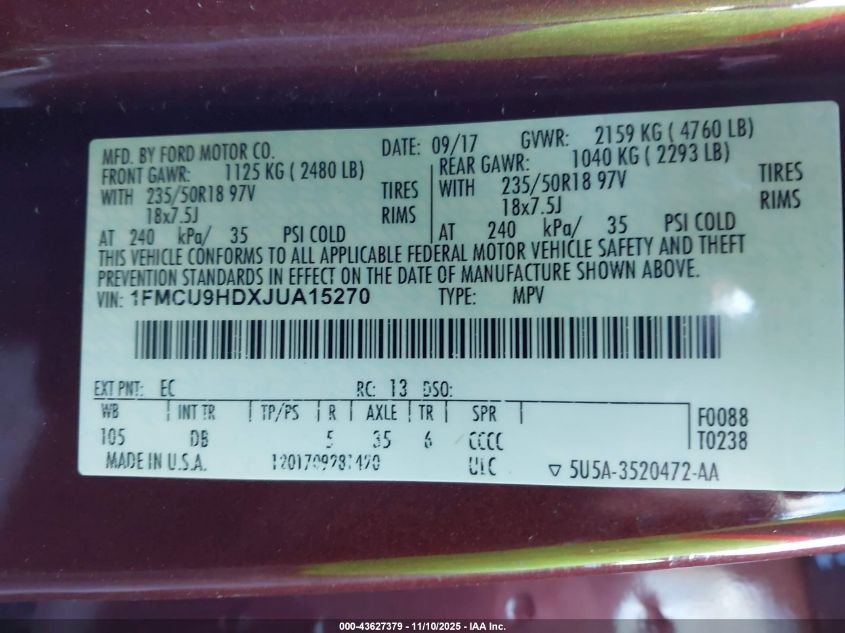 MFD. BY FORD MOTOR CO. DATE: 09/17 GVWR: 2159 KG ( 4760 LB)
FRONT GAWR: 1125 KG ( 2480 LB) REAR GAWR: 1040 KG ( 2293 LB)
WITH 235/50R18 97V TIRES WITH 235/50R18 97V TIRES
18x7.5J RIMS 18x7.5J RIMS
AT 240 kPa/ 35 PSI COLD AT 240 kPa/ 35 PSI COLD
THIS VEHICLE CONFORMS TO ALL APPLICABLE FEDERAL MOTOR VEHICLE SAFETY AND THEFT
PREVENTION STANDARDS IN EFFECT ON THE DATE OF MANUFACTURE SHOWN ABOVE.
VIN: 1FMCU9HDXJUA15270 TYPE: MPV
EXT PNT: EC RC: 13 DSO:
WB INT TR TP/PS R AXLE TR SPR F0088
105 DB 5 35 6 CCCC T0238
MADE IN U.S.A. ULC 5U5A-3520472-AA
000-43627379 - 11/10/2025 - IAA Inc.